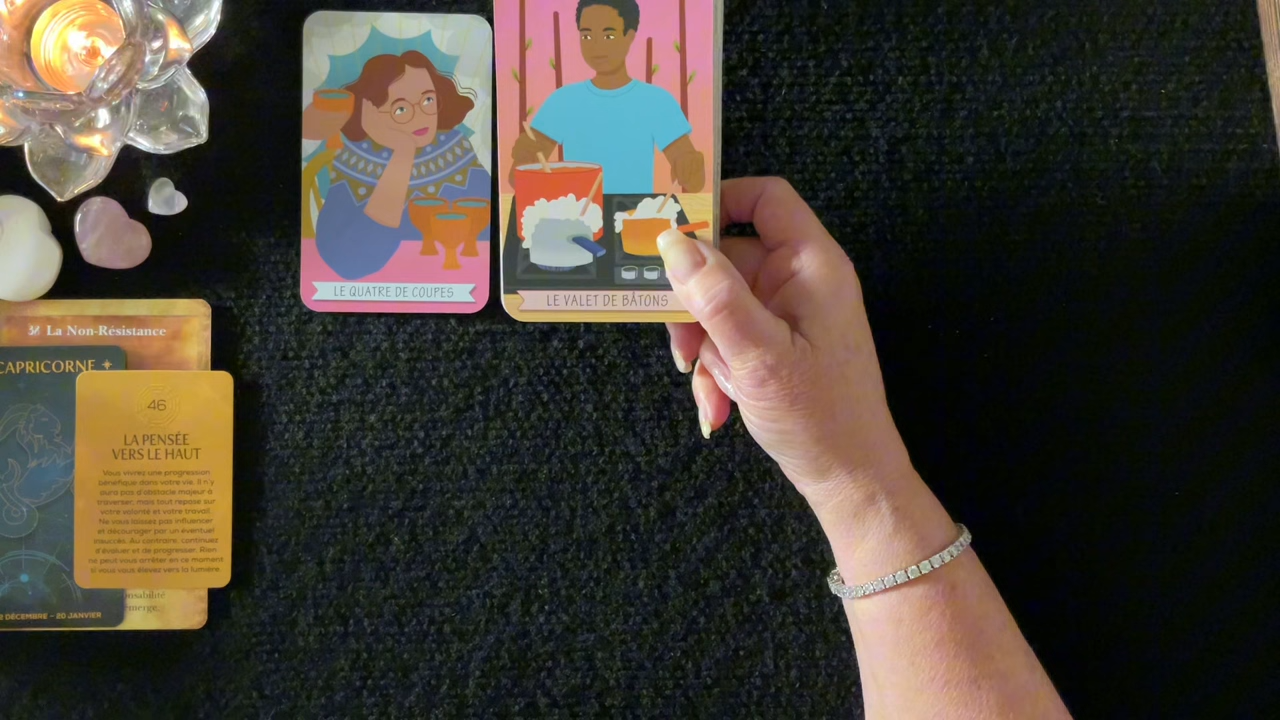 LE QUATRE DE COUPES
LE VALET DE BÂTONS
La Non-Résistance
CAPRICORNE
46
LA PENSÉE
VERS LE HAUT
Vous vivrez une progression
bénéfique dans votre vie. Il n'y
aura pas d'obstacle majeur à
traverser, mais tout repose sur
votre volonté et votre travail.
Ne vous laissez pas influencer
et décourager par un éventuel
insuccès. Au contraire, continuez
d'évoluer et de progresser. Rien
ne peut vous arrêter en ce moment
si vous vous élevez vers la lumière.
émerge,
DÉCEMBRE - 20 JANVIER